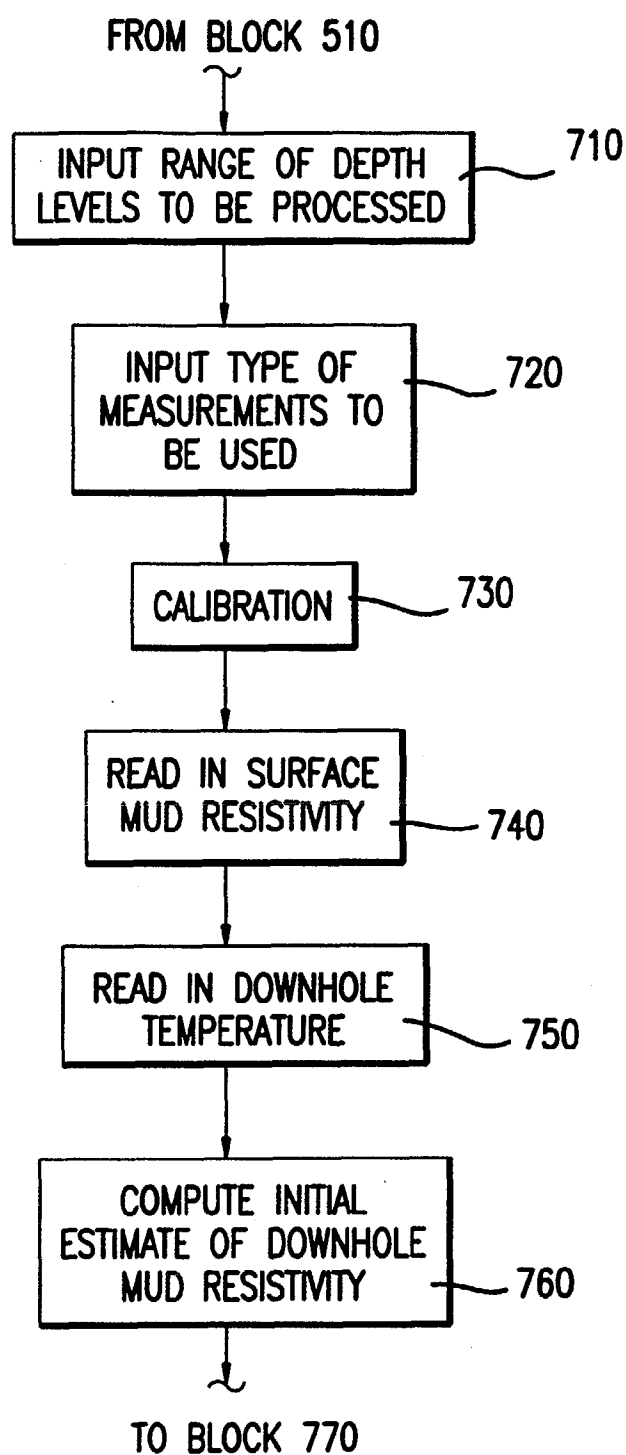 FROM BLOCK 510
INPUT RANGE OF DEPTH
LEVELS TO BE PROCESSED
710
INPUT TYPE OF
MEASUREMENTS TO
BE USED
720
CALIBRATION
730
READ IN SURFACE
MUD RESISTIVITY
740
READ IN DOWNHOLE
TEMPERATURE
750
COMPUTE INITIAL
ESTIMATE OF DOWNHOLE
MUD RESISTIVITY
760
TO BLOCK 770